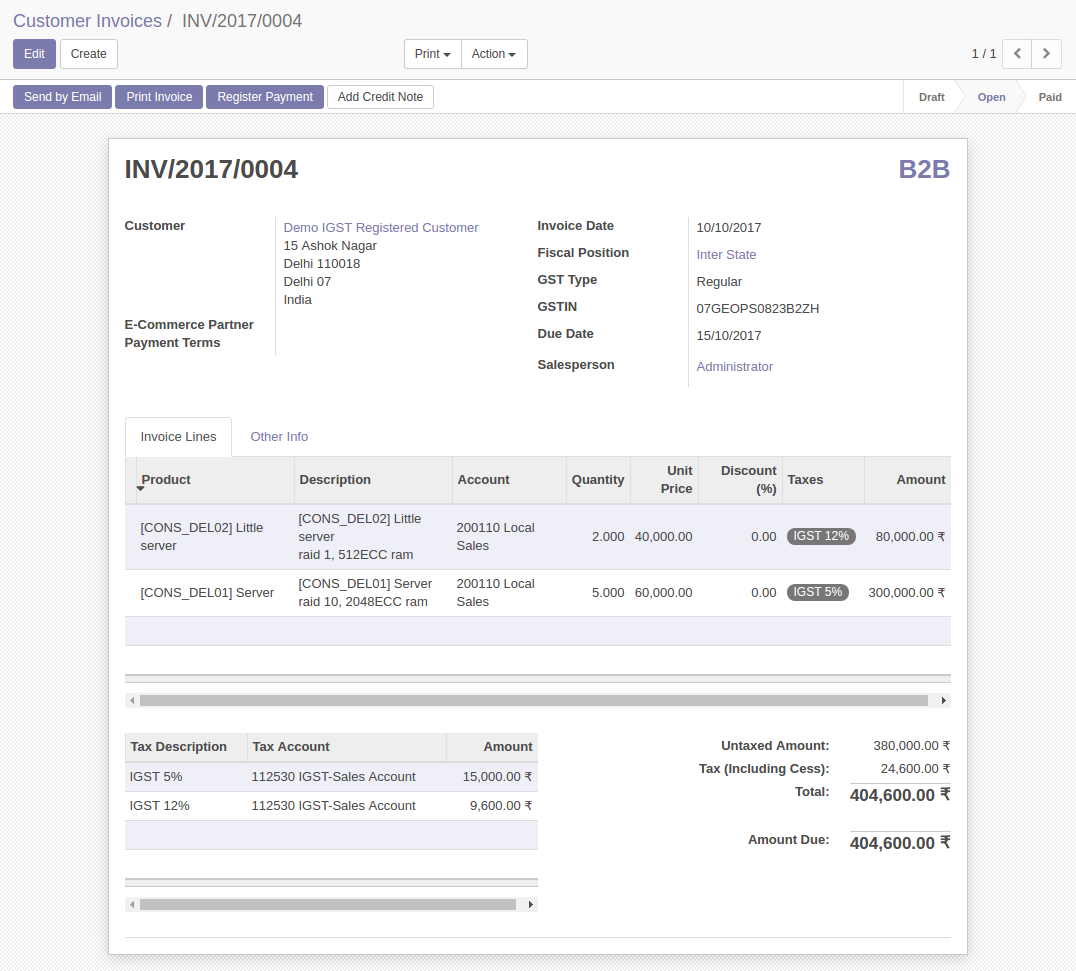 Customer Invoices / INV/2017/0004
Edit Create Print Action 1 / 1
Send by Email Print Invoice Register Payment Add Credit Note Draft Open Paid
INV/2017/0004 B2B
Customer
Demo IGST Registered Customer
15 Ashok Nagar
Delhi 110018
Delhi 07
India
E-Commerce Partner
Payment Terms
Invoice Date 10/10/2017
Fiscal Position Inter State
GST Type Regular
GSTIN 07GEOPS0823B2ZH
Due Date 15/10/2017
Salesperson Administrator
Invoice Lines Other Info
Product Description Account Quantity Unit Price Discount (%) Taxes Amount
[CONS_DEL02] Little
server
[CONS_DEL02] Little
server
raid 1, 512ECC ram
200110 Local
Sales
2.000 40,000.00 0.00 IGST 12% 80,000.00 ₹
[CONS_DEL01] Server
[CONS_DEL01] Server
raid 10, 2048ECC ram
200110 Local
Sales
5.000 60,000.00 0.00 IGST 5% 300,000.00 ₹
Tax Description Tax Account Amount
IGST 5% 112530 IGST-Sales Account 15,000.00 ₹
IGST 12% 112530 IGST-Sales Account 9,600.00 ₹
Untaxed Amount: 380,000.00 ₹
Tax (Including Cess): 24,600.00 ₹
Total: 404,600.00 ₹
Amount Due: 404,600.00 ₹